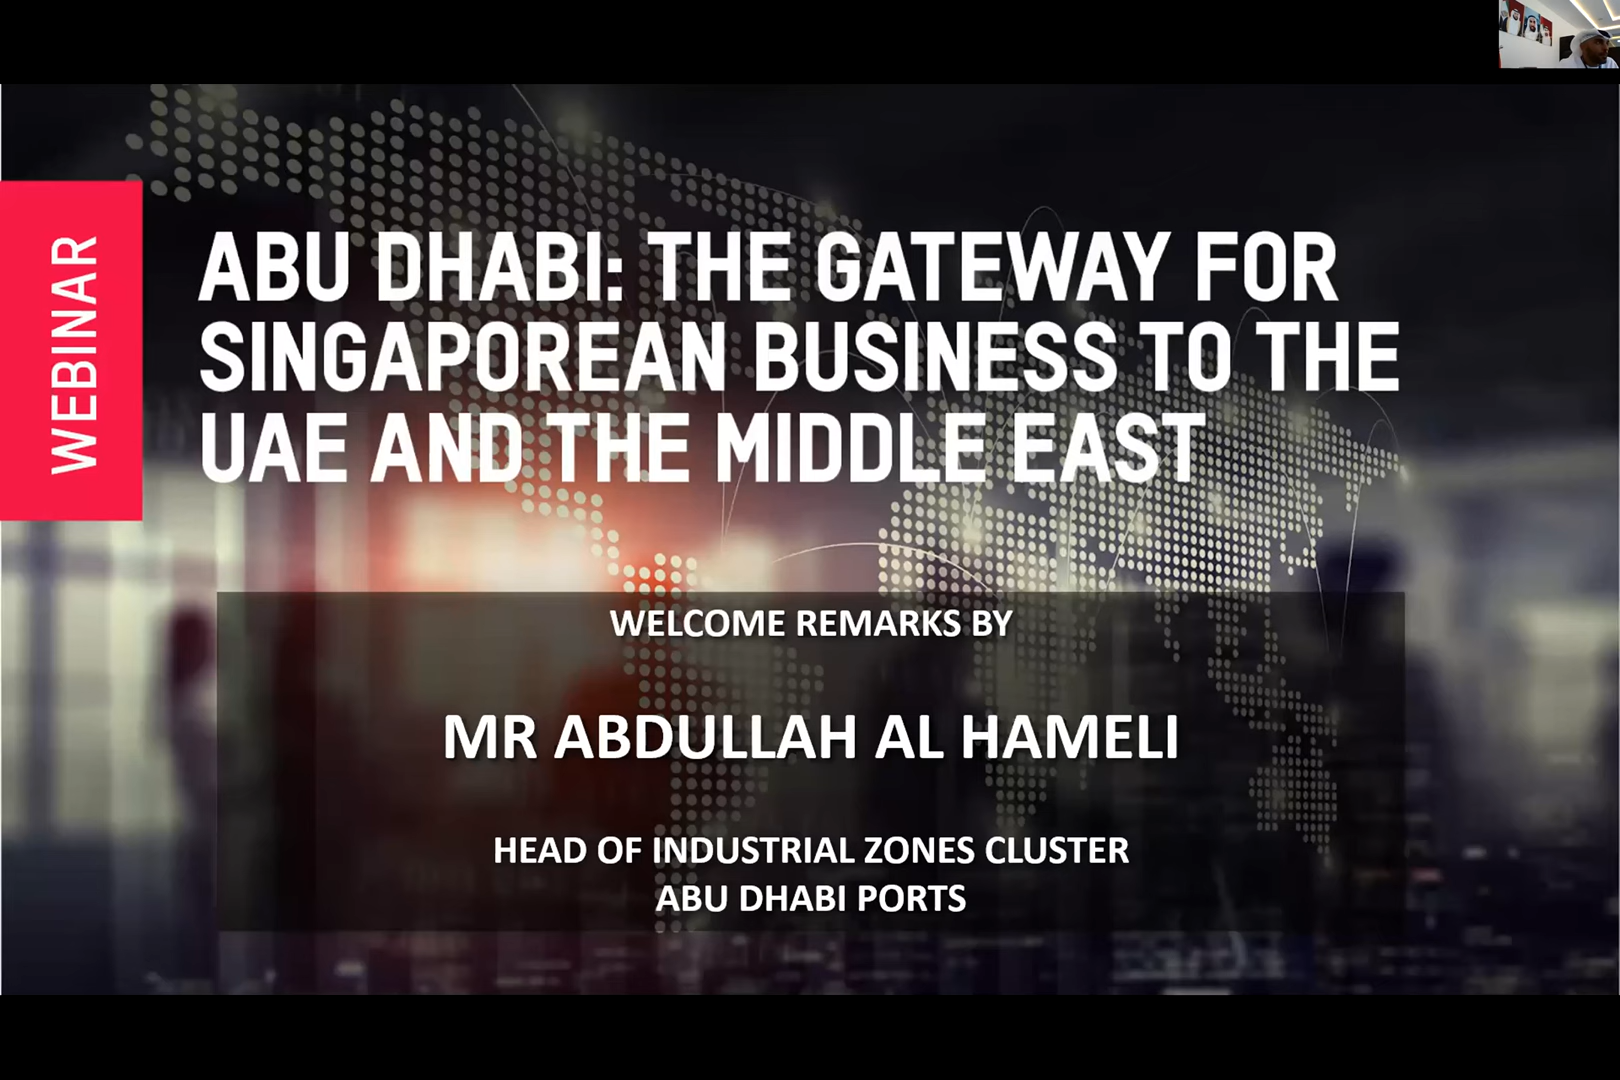 WEBINAR
ABU DHABI: THE GATEWAY FOR
SINGAPOREAN BUSINESS TO THE
UAE AND THE MIDDLE EAST
WELCOME REMARKS BY
MR ABDULLAH AL HAMELI
HEAD OF INDUSTRIAL ZONES CLUSTER
ABU DHABI PORTS